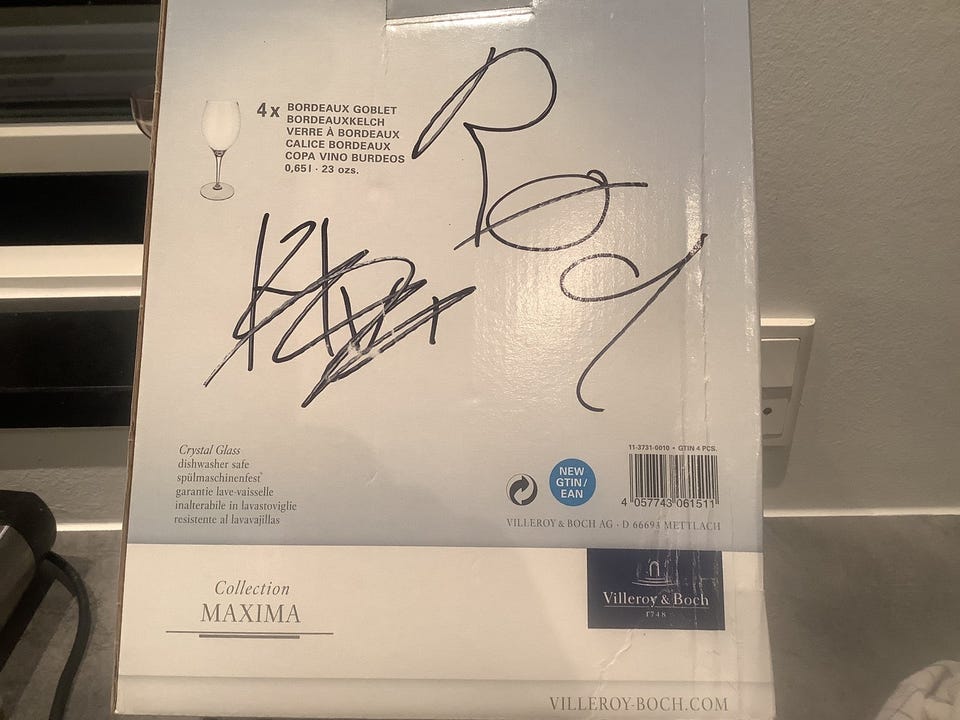 4 x BORDEAUX GOBLET
BORDEAUXKELCH
VERRE À BORDEAUX
CALICE BORDEAUX
COPA VINO BURDEOS
0,65 l · 23 ozs.
Crystal Glass
dishwasher safe
spülmaschinenfest
garantie lave-vaisselle
inalterabile in lavastoviglie
resistente al lavavajillas
NEW
GTIN/
EAN
11-3731-0010 • GTIN 4 PCS.
4 057743 061511
VILLEROY & BOCH AG · D 66693 METTLACH
Collection
MAXIMA
Villeroy & Boch
1748
VILLEROY-BOCH.COM